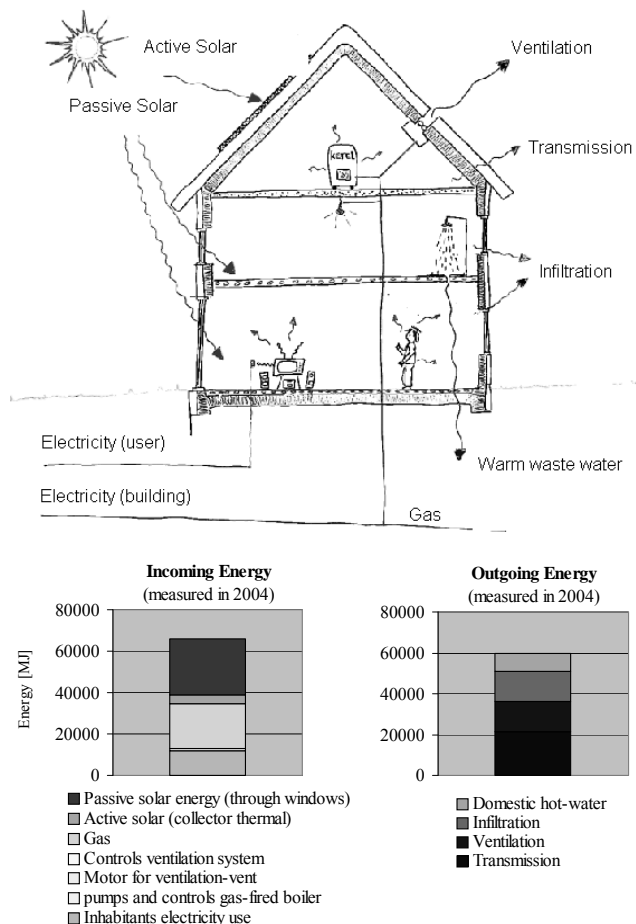 Active Solar
Ventilation
Passive Solar
ketel
Transmission
Infiltration
Electricity (user)
Warm waste water
Electricity (building)
Gas
Incoming Energy
(measured in 2004)
Energy [MJ]
80000
60000
40000
20000
0
Passive solar energy (through windows)
Active solar (collector thermal)
Gas
Controls ventilation system
Motor for ventilation-vent
pumps and controls gas-fired boiler
Inhabitants electricity use
Outgoing Energy
(measured in 2004)
80000
60000
40000
20000
0
Domestic hot-water
Infiltration
Ventilation
Transmission